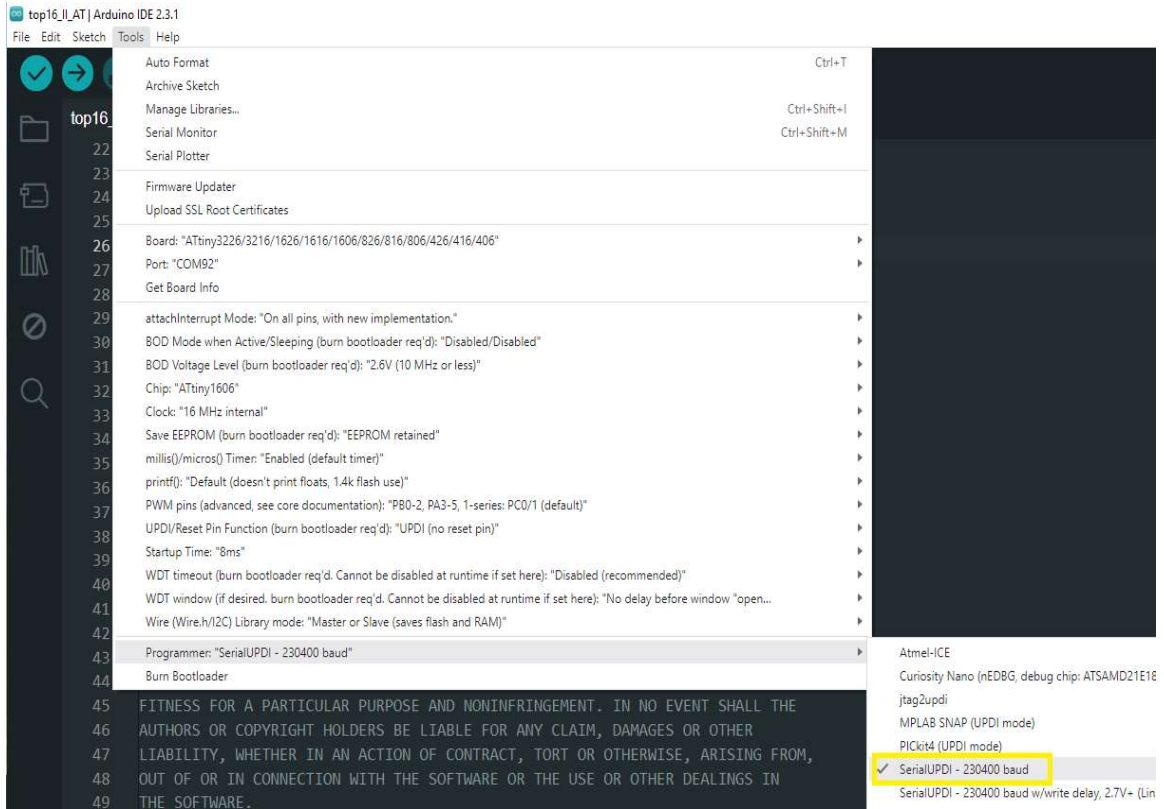 top16_II_AT | Arduino IDE 2.3.1
File Edit Sketch Tools Help
Auto Format Ctrl+T
Archive Sketch
Manage Libraries... Ctrl+Shift+I
Serial Monitor Ctrl+Shift+M
Serial Plotter
Firmware Updater
Upload SSL Root Certificates
Board: "ATtiny3226/3216/1626/1616/1606/826/816/806/426/416/406"
Port: "COM92"
Get Board Info
attachInterrupt Mode: "On all pins, with new implementation."
BOD Mode when Active/Sleeping (burn bootloader req'd): "Disabled/Disabled"
BOD Voltage Level (burn bootloader req'd): "2.6V (10 MHz or less)"
Chip: "ATtiny1606"
Clock: "16 MHz internal"
Save EEPROM (burn bootloader req'd): "EEPROM retained"
millis()/micros() Timer: "Enabled (default timer)"
printf(): "Default (doesn't print floats, 1.4k flash use)"
PWM pins (advanced, see core documentation): "PB0-2, PA3-5, 1-series: PC0/1 (default)"
UPDI/Reset Pin Function (burn bootloader req'd): "UPDI (no reset pin)"
Startup Time: "8ms"
WDT timeout (burn bootloader req'd. Cannot be disabled at runtime if set here): "Disabled (recommended)"
WDT window (if desired. burn bootloader req'd. Cannot be disabled at runtime if set here): "No delay before window "open...
Wire (Wire.h/I2C) Library mode: "Master or Slave (saves flash and RAM)"
Programmer: "SerialUPDI - 230400 baud"
Burn Bootloader
Atmel-ICE
Curiosity Nano (nEDBG, debug chip: ATSAMD21E18
jtag2updi
MPLAB SNAP (UPDI mode)
PICkit4 (UPDI mode)
SerialUPDI - 230400 baud
SerialUPDI - 230400 baud w/write delay, 2.7V+ (Lin
top16_
22
23
24
25
26
27
28
29
30
31
32
33
34
35
36
37
38
39
40
41
42
43
44
45 FITNESS FOR A PARTICULAR PURPOSE AND NONINFRINGEMENT. IN NO EVENT SHALL THE
46 AUTHORS OR COPYRIGHT HOLDERS BE LIABLE FOR ANY CLAIM, DAMAGES OR OTHER
47 LIABILITY, WHETHER IN AN ACTION OF CONTRACT, TORT OR OTHERWISE, ARISING FROM,
48 OUT OF OR IN CONNECTION WITH THE SOFTWARE OR THE USE OR OTHER DEALINGS IN
49 THE SOFTWARE.